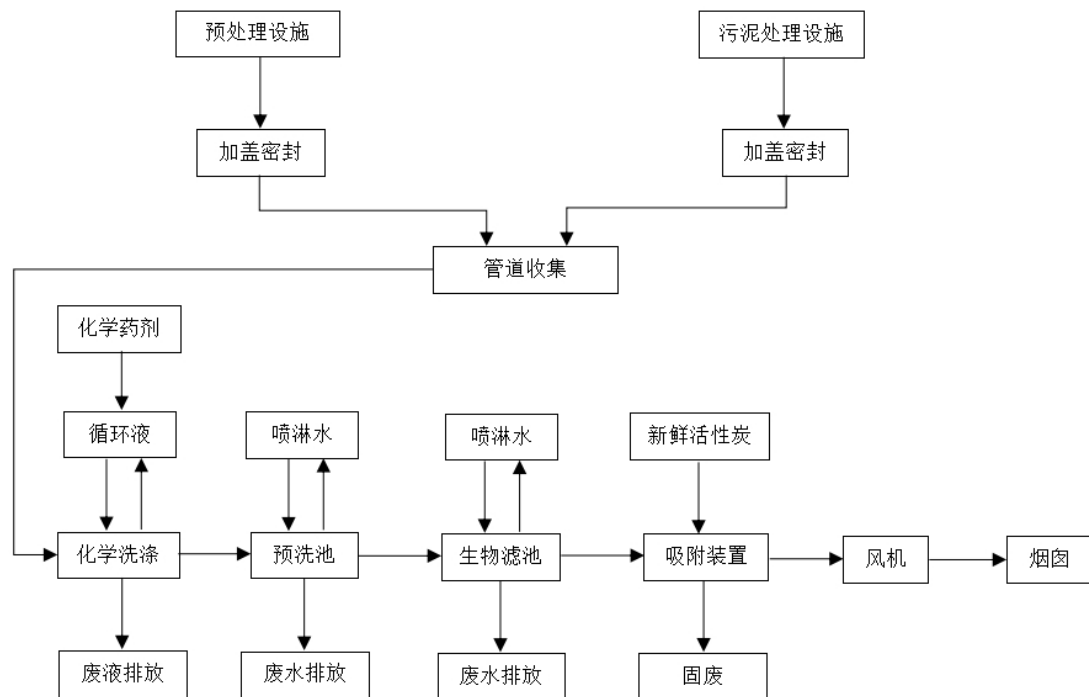 预处理设施
污泥处理设施
加盖密封
加盖密封
管道收集
化学药剂
循环液
喷淋水
喷淋水
新鲜活性炭
化学洗涤
预洗池
生物滤池
吸附装置
风机
烟囱
废液排放
废水排放
废水排放
固废